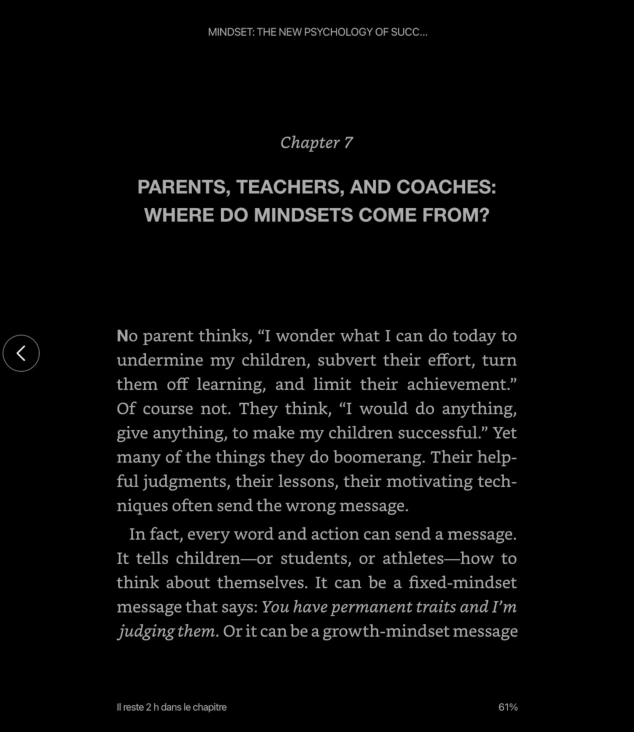 MINDSET: THE NEW PSYCHOLOGY OF SUCC...
Chapter 7
PARENTS, TEACHERS, AND COACHES:
WHERE DO MINDSETS COME FROM?
No parent thinks, “I wonder what I can do today to
undermine my children, subvert their effort, turn
them off learning, and limit their achievement.”
Of course not. They think, “I would do anything,
give anything, to make my children successful.” Yet
many of the things they do boomerang. Their help-
ful judgments, their lessons, their motivating tech-
niques often send the wrong message.
In fact, every word and action can send a message.
It tells children—or students, or athletes—how to
think about themselves. It can be a fixed-mindset
message that says: You have permanent traits and I’m
judging them. Or it can be a growth-mindset message
Il reste 2 h dans le chapitre
61%